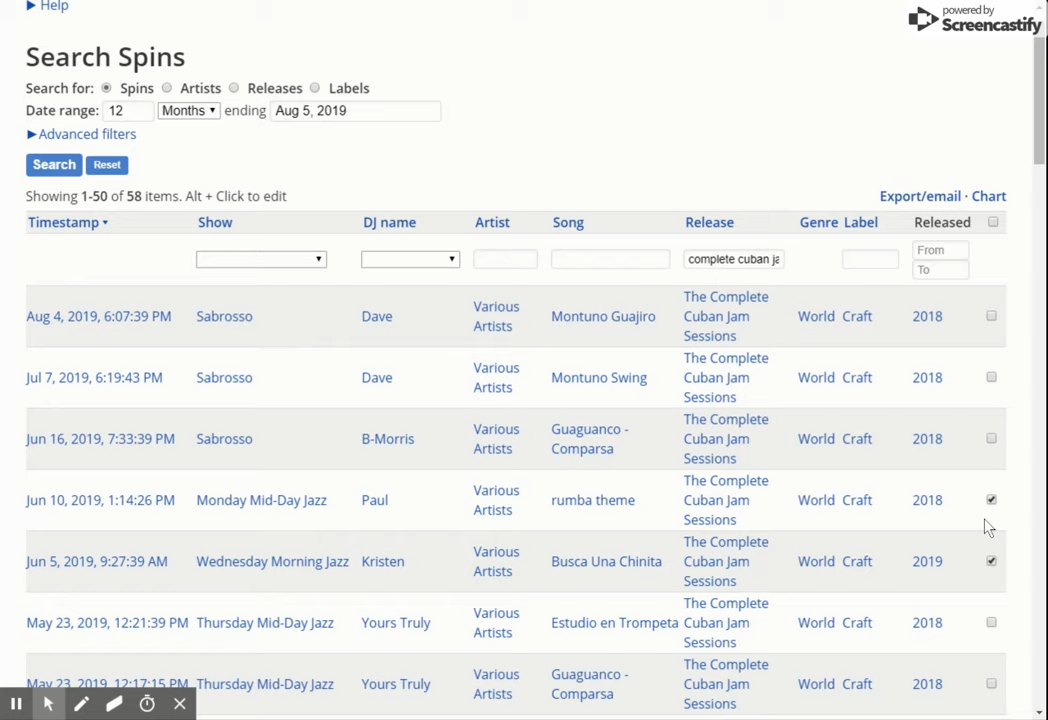 ▶ Help
powered by
Screencastify
Search Spins
Search for: Spins Artists Releases Labels
Date range: 12 Months ▾ ending Aug 5, 2019
▶Advanced filters
Search Reset
Showing 1-50 of 58 items. Alt + Click to edit Export/email · Chart
Timestamp ▾ Show DJ name Artist Song Release Genre Label Released
complete cuban ja From
To
Aug 4, 2019, 6:07:39 PM Sabrosso Dave Various Artists Montuno Guajiro The Complete Cuban Jam Sessions World Craft 2018
Jul 7, 2019, 6:19:43 PM Sabrosso Dave Various Artists Montuno Swing The Complete Cuban Jam Sessions World Craft 2018
Jun 16, 2019, 7:33:39 PM Sabrosso B-Morris Various Artists Guaguanco - Comparsa The Complete Cuban Jam Sessions World Craft 2018
Jun 10, 2019, 1:14:26 PM Monday Mid-Day Jazz Paul Various Artists rumba theme The Complete Cuban Jam Sessions World Craft 2018
Jun 5, 2019, 9:27:39 AM Wednesday Morning Jazz Kristen Various Artists Busca Una Chinita The Complete Cuban Jam Sessions World Craft 2019
May 23, 2019, 12:21:39 PM Thursday Mid-Day Jazz Yours Truly Various Artists Estudio en Trompeta The Complete Cuban Jam Sessions World Craft 2018
May 23, 2019, 12:17:15 PM Thursday Mid-Day Jazz Yours Truly Various Artists Guaguanco - Comparsa The Complete Cuban Jam Sessions World Craft 2018